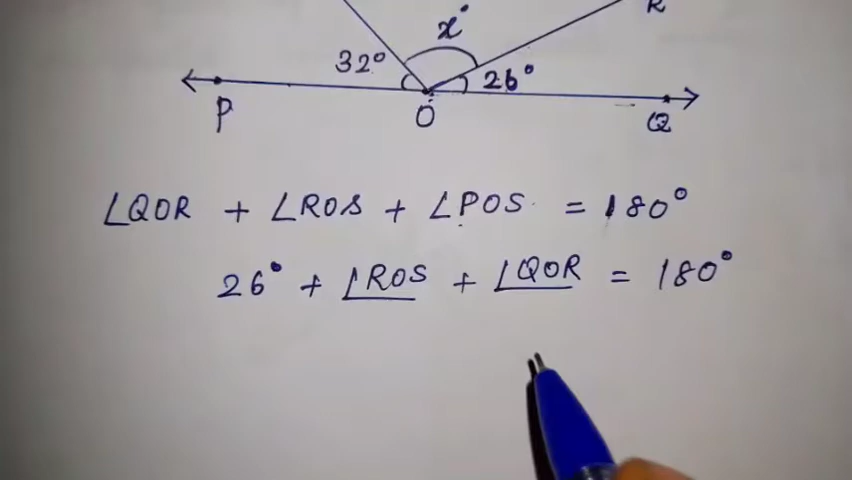 x°
R
32°
26°
P
O
Q
∠QOR + ∠ROS + ∠POS = 180°
26° + ∠ROS + ∠QOR = 180°